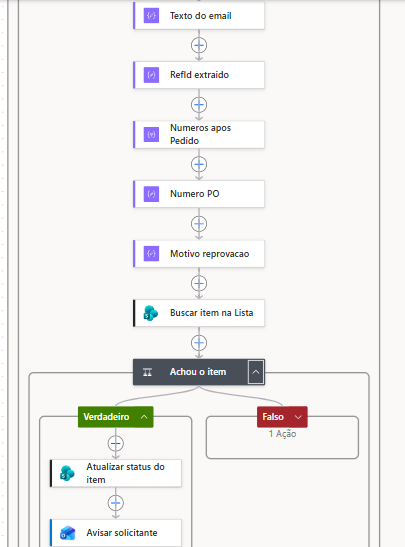 Texto do email
RefId extraído
Numeros apos
Pedido
Numero PO
Motivo reprovacao
Buscar item na Lista
Achou o item
Verdadeiro
Falso
1 Ação
Atualizar status do
item
Avisar solicitante